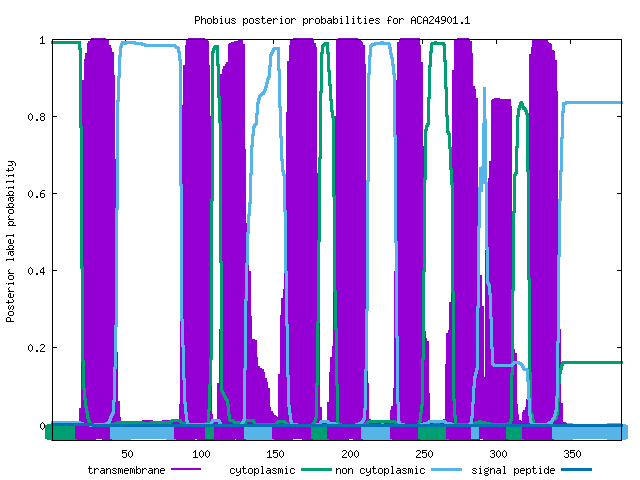 Phobius posterior probabilities for ACA24901.1
Posterior label probability
1
0.8
0.6
0.4
0.2
0
50 100 150 200 250 300 350
transmembrane cytoplasmic non cytoplasmic signal peptide